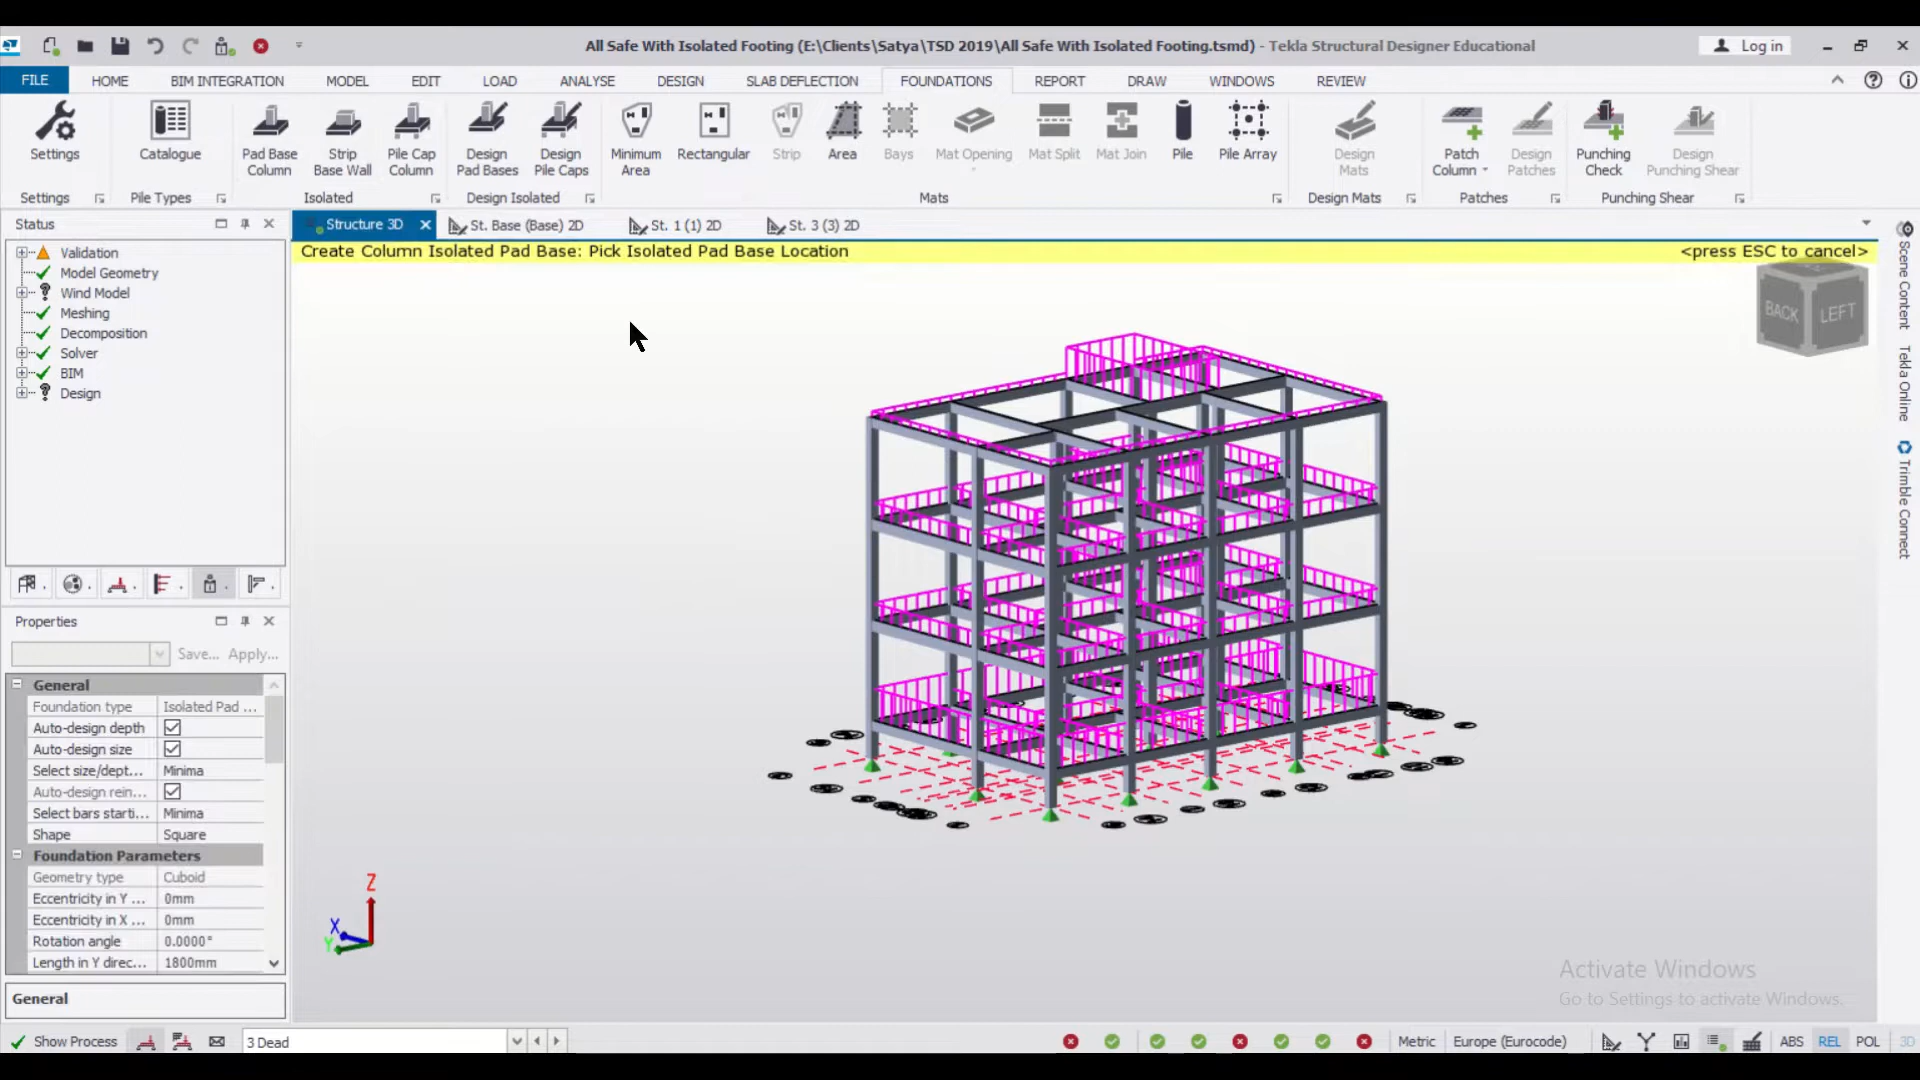 All Safe With Isolated Footing (E:\Clients\Satya\TSD 2019\All Safe With Isolated Footing.tsmd) - Tekla Structural Designer Educational
Log in
FILE
HOME
BIM INTEGRATION
MODEL
EDIT
LOAD
ANALYSE
DESIGN
SLAB DEFLECTION
FOUNDATIONS
REPORT
DRAW
WINDOWS
REVIEW
Settings
Catalogue
Pad Base
Column
Strip
Base Wall
Pile Cap
Column
Design
Pad Bases
Design
Pile Caps
Minimum
Area
Rectangular
Strip
Area
Bays
Mat Opening
Mat Split
Mat Join
Pile
Pile Array
Design
Mats
Patch
Column
Design
Patches
Punching
Check
Design
Punching Shear
Settings
Pile Types
Isolated
Design Isolated
Mats
Design Mats
Patches
Punching Shear
Status
Validation
Model Geometry
Wind Model
Meshing
Decomposition
Solver
BIM
Design
Structure 3D
St. Base (Base) 2D
St. 1 (1) 2D
St. 3 (3) 2D
Create Column Isolated Pad Base: Pick Isolated Pad Base Location
<press ESC to cancel>
BACK
LEFT
Scene Content
Tekla Online
Trimble Connect
Properties
Save...
Apply...
General
Foundation type Isolated Pad ...
Auto-design depth
Auto-design size
Select size/dept... Minima
Auto-design rein...
Select bars starti... Minima
Shape Square
Foundation Parameters
Geometry type Cuboid
Eccentricity in Y ... 0mm
Eccentricity in X ... 0mm
Rotation angle 0.0000°
Length in Y direc... 1800mm
General
Z
X
Y
Activate Windows
Go to Settings to activate Windows.
Show Process
3 Dead
Metric
Europe (Eurocode)
ABS
REL
POL
3D